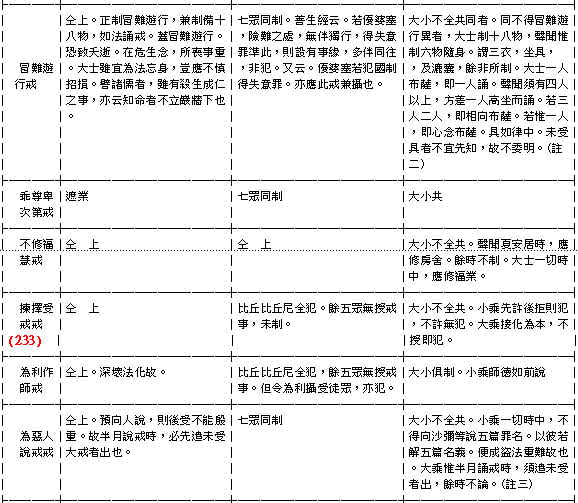 冒難遊
行戒
仝上。正制冒難遊行，兼制備十
八物，如法誦戒。蓋冒難遊行。
恐致夭逝。在危生念，所喪事重
。大士雖宜為法忘身，豈應不慎
招損。譬諸儒者，雖有殺生成仁
之事，亦云知命者不立巖牆下也
。
七眾同制。善生經云。若優婆塞
，險難之處，無伴獨行，得失意
罪準此，則設有事緣，多伴同往
，非犯。又云。優婆塞若犯國制
得失意罪。亦應此戒兼攝也。
大小不全共同者。同不得冒難遊
行異者，大士制十八物，聲聞惟
制六物隨身。謂三衣，坐具，
，及漉囊，餘非所制。大士一人
布薩，即一人誦。聲聞須有四人
以上，方差一人高坐而誦。若三
人二人，即相向布薩。若惟一人
，即心念布薩。具如律中。未受
具者不宜先知，故不委明。(註
二)
乖尊卑
次第戒
遮業
七眾同制
大小共
不修福
慧戒
仝　上
仝　上
大小不全共。聲聞夏安居時，應
修房舍。餘時不制。大士一切時
中，應修福業。
揀擇受
戒戒
(233)
仝　上
比丘比丘尼全犯。餘五眾無授戒
事，未制。
大小不全共。小乘先許後拒則犯
，不許無犯。大乘接化為本，不
授即犯。
為利作
師戒
仝上。深壞法化故。
比丘比丘尼全犯，餘五眾無授戒
事。但令為利攝受徒眾，亦犯。
大小俱制。小乘師德如前說
為惡人
說戒戒
仝上。預向人說，則後受不能殷
重。故半月說戒時，必先遣未受
大戒者出也。
七眾同制
大小不全共。小乘一切時中，不
得向沙彌等說五篇罪名。以彼若
解五篇名義。便成盜法重難故也
。大乘惟半月誦戒時，須遣未受
者出，餘時不論。(註三)